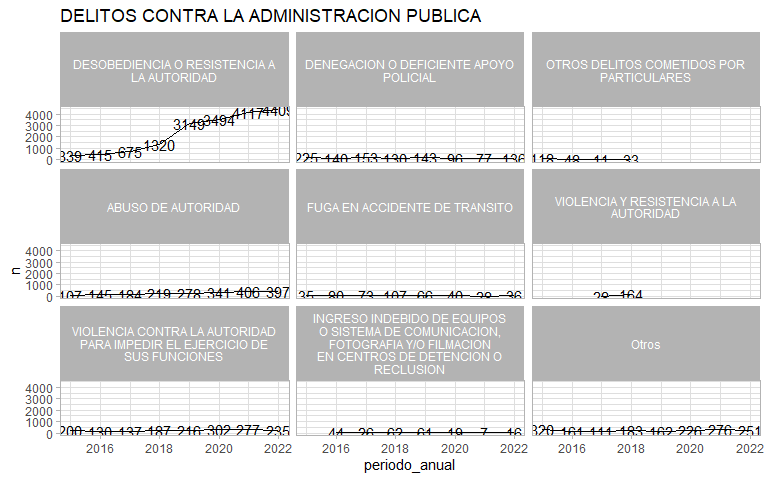 DELITOS CONTRA LA ADMINISTRACION PUBLICA
DESOBEDIENCIA O RESISTENCIA A
LA AUTORIDAD
DENEGACION O DEFICIENTE APOYO
POLICIAL
OTROS DELITOS COMETIDOS POR
PARTICULARES
4000
3000
2000
1000
0
339 415 675 1320 3149 3494 4117 4409
225 140 153 130 143 96 77 136
118 48 11 33
ABUSO DE AUTORIDAD
FUGA EN ACCIDENTE DE TRANSITO
VIOLENCIA Y RESISTENCIA A LA
AUTORIDAD
n
4000
3000
2000
1000
0
107 145 184 219 278 341 406 397
35 80 73 107 66 40 36
164
VIOLENCIA CONTRA LA AUTORIDAD
PARA IMPEDIR EL EJERCICIO DE
SUS FUNCIONES
INGRESO INDEBIDO DE EQUIPOS
O SISTEMA DE COMUNICACION,
FOTOGRAFIA Y/O FILMACION
EN CENTROS DE DETENCION O
RECLUSION
Otros
4000
3000
2000
1000
0
200 130 137 187 216 302 277 235
44 26 62 61 19 7 16
320 161 111 183 162 226 276 251
2016 2018 2020 2022
2016 2018 2020 2022
2016 2018 2020 2022
periodo_anual